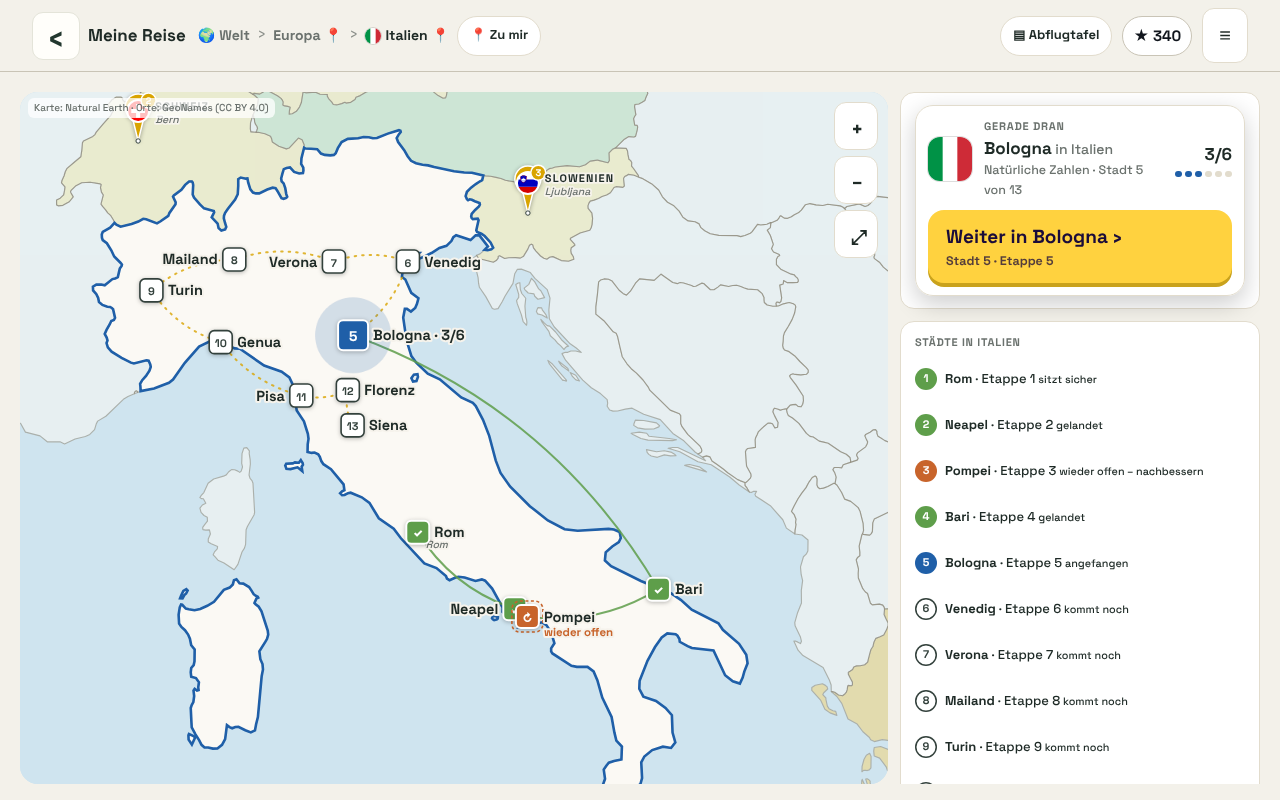 < Meine Reise 🌍 Welt > Europa 📍 > Italien 📍 📍 Zu mir
Abflugtafel ★ 340 ≡
Karte: Natural Earth · Orte: GeoNames (CC BY 4.0)
Bern
3
SLOWENIEN
Ljubljana
+
–
Mailand 8
Verona 7
6 Venedig
9 Turin
5 Bologna · 3/6
10 Genua
Pisa 11
12 Florenz
13 Siena
Rom
Rom
Bari
Neapel
Pompei
wieder offen
GERADE DRAN
Bologna in Italien
Natürliche Zahlen · Stadt 5
von 13
3/6
Weiter in Bologna >
Stadt 5 · Etappe 5
STÄDTE IN ITALIEN
1 Rom · Etappe 1 sitzt sicher
2 Neapel · Etappe 2 gelandet
3 Pompei · Etappe 3 wieder offen – nachbessern
4 Bari · Etappe 4 gelandet
5 Bologna · Etappe 5 angefangen
6 Venedig · Etappe 6 kommt noch
7 Verona · Etappe 7 kommt noch
8 Mailand · Etappe 8 kommt noch
9 Turin · Etappe 9 kommt noch